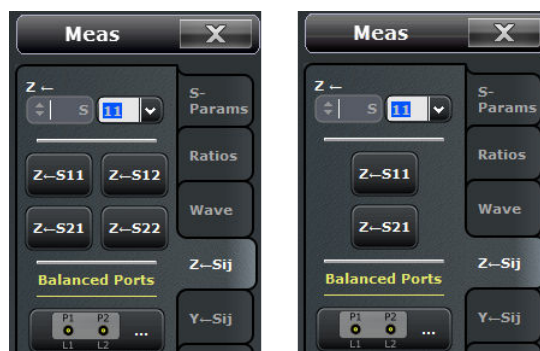 Meas X
Z ←
S 11
S-
Params
Ratios
Z←S11 Z←S12
Wave
Z←S21 Z←S22
Z←Sij
Balanced Ports
P1 P2
...
L1 L2
Y←Sij
Meas X
Z ←
S 11
S-
Params
Ratios
Z←S11
Wave
Z←S21
Z←Sij
Balanced Ports
P1 P2
...
L1 L2
Y←Sij